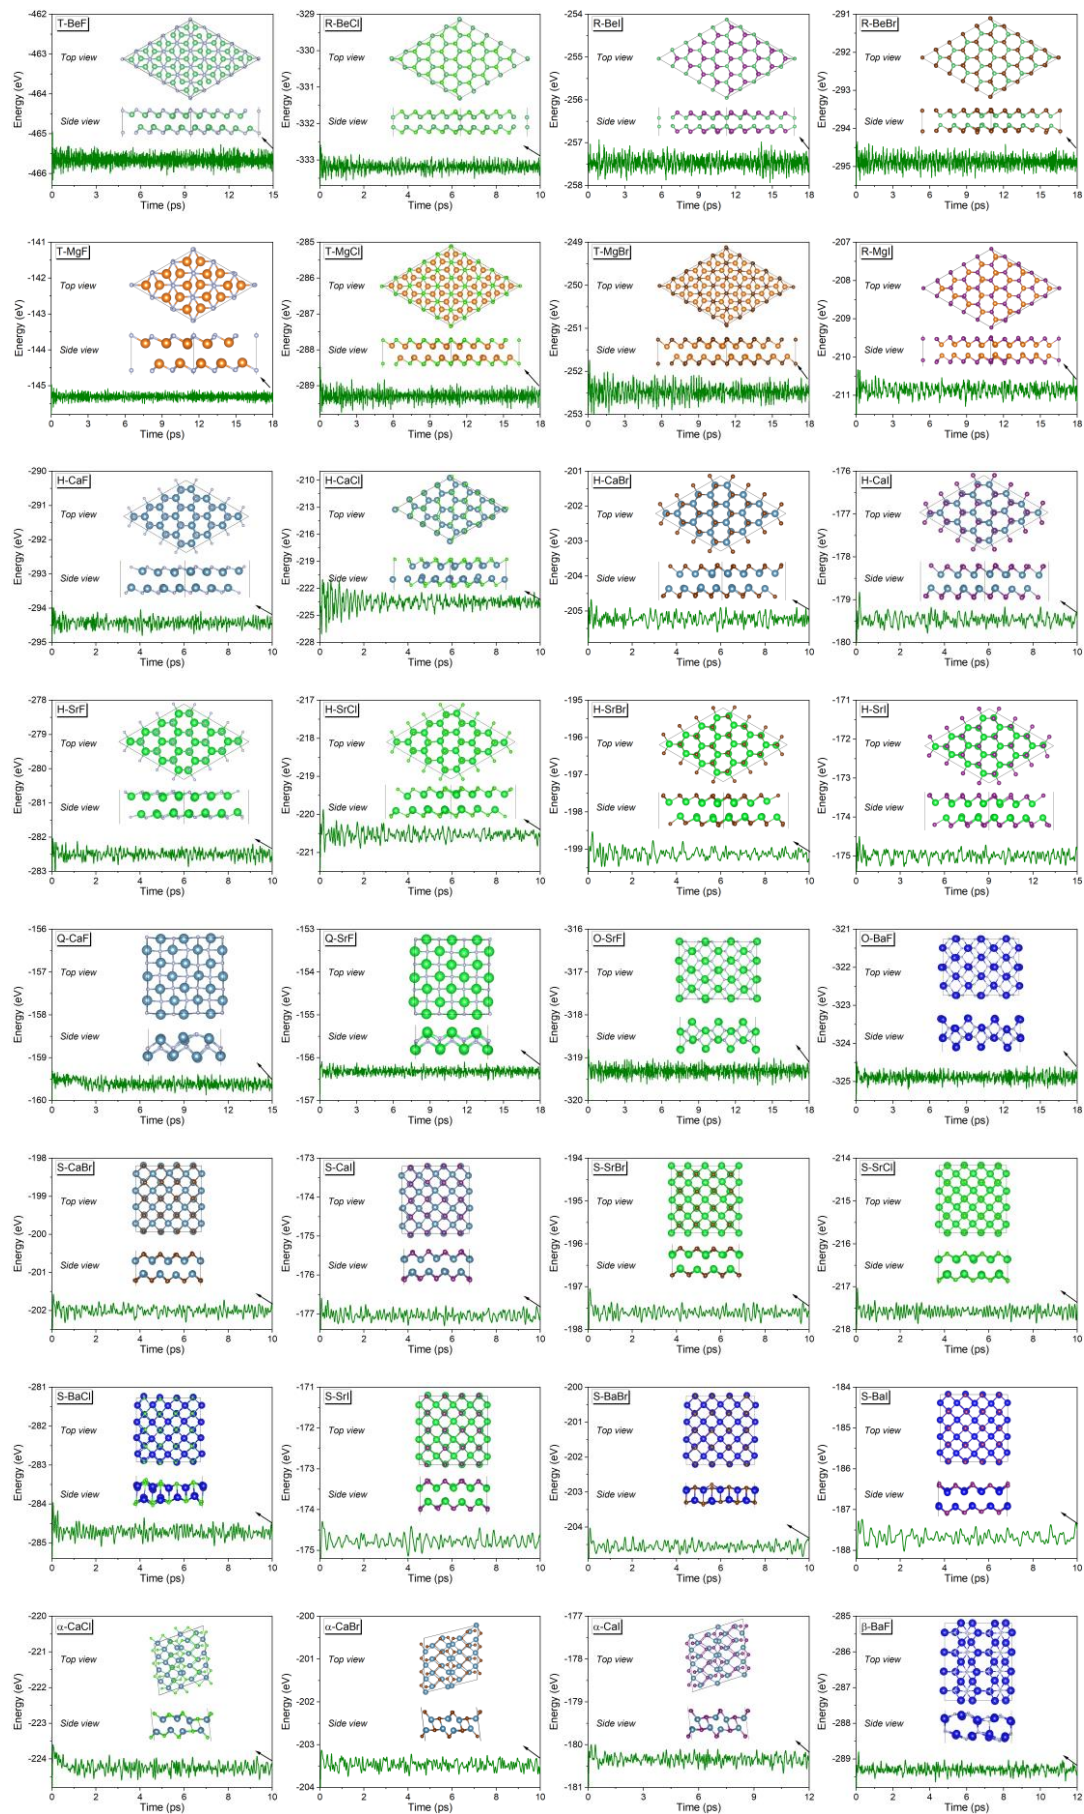 T-BeF
Energy (eV)
-462
-463
-464
-465
-466
Top view
Side view
0 3 6 9 12 15
Time (ps)
R-BeCl
Energy (eV)
-329
-330
-331
-332
-333
Top view
Side view
0 2 4 6 8 10
Time (ps)
R-BeI
Energy (eV)
-254
-255
-256
-257
-258
Top view
Side view
0 3 6 9 12 15 18
Time (ps)
R-BeBr
Energy (eV)
-291
-292
-293
-294
-295
Top view
Side view
0 3 6 9 12 15 18
Time (ps)
T-MgF
Energy (eV)
-141
-142
-143
-144
-145
Top view
Side view
0 3 6 9 12 15 18
Time (ps)
T-MgCl
Energy (eV)
-285
-286
-287
-288
-289
Top view
Side view
0 3 6 9 12 15 18
Time (ps)
T-MgBr
Energy (eV)
-249
-250
-251
-252
-253
Top view
Side view
0 3 6 9 12 15 18
Time (ps)
R-MgI
Energy (eV)
-207
-208
-209
-210
-211
Top view
Side view
0 3 6 9 12 15 18
Time (ps)
H-CaF
Energy (eV)
-290
-291
-292
-293
-294
-295
Top view
Side view
0 2 4 6 8 10
Time (ps)
H-CaCl
Energy (eV)
-210
-213
-216
-219
-222
-225
-228
Top view
Side view
0 2 4 6 8 10
Time (ps)
H-CaBr
Energy (eV)
-201
-202
-203
-204
-205
Top view
Side view
0 2 4 6 8 10
Time (ps)
H-CaI
Energy (eV)
-176
-177
-178
-179
-180
Top view
Side view
0 2 4 6 8 10
Time (ps)
H-SrF
Energy (eV)
-278
-279
-280
-281
-282
-283
Top view
Side view
0 2 4 6 8 10
Time (ps)
H-SrCl
Energy (eV)
-217
-218
-219
-220
-221
Top view
Side view
0 2 4 6 8 10
Time (ps)
H-SrBr
Energy (eV)
-195
-196
-197
-198
-199
Top view
Side view
0 2 4 6 8 10
Time (ps)
H-SrI
Energy (eV)
-171
-172
-173
-174
-175
Top view
Side view
0 3 6 9 12 15
Time (ps)
Q-CaF
Energy (eV)
-156
-157
-158
-159
-160
Top view
Side view
0 3 6 9 12 15
Time (ps)
Q-SrF
Energy (eV)
-153
-154
-155
-156
-157
Top view
Side view
0 3 6 9 12 15 18
Time (ps)
O-SrF
Energy (eV)
-316
-317
-318
-319
-320
Top view
Side view
0 3 6 9 12 15 18
Time (ps)
O-BaF
Energy (eV)
-321
-322
-323
-324
-325
Top view
Side view
0 3 6 9 12 15 18
Time (ps)
S-CaBr
Energy (eV)
-198
-199
-200
-201
-202
Top view
Side view
0 2 4 6 8 10
Time (ps)
S-CaI
Energy (eV)
-173
-174
-175
-176
-177
Top view
Side view
0 2 4 6 8 10
Time (ps)
S-SrBr
Energy (eV)
-194
-195
-196
-197
-198
Top view
Side view
0 2 4 6 8 10
Time (ps)
S-SrCl
Energy (eV)
-214
-215
-216
-217
-218
Top view
Side view
0 2 4 6 8 10
Time (ps)
S-BaCl
Energy (eV)
-281
-282
-283
-284
-285
Top view
Side view
0 2 4 6 8 10
Time (ps)
S-SrI
Energy (eV)
-171
-172
-173
-174
-175
Top view
Side view
0 2 4 6 8 10
Time (ps)
S-BaBr
Energy (eV)
-200
-201
-202
-203
-204
Top view
Side view
0 2 4 6 8 10
Time (ps)
S-BaI
Energy (eV)
-184
-185
-186
-187
-188
Top view
Side view
0 2 4 6 8 10
Time (ps)
α-CaCl
Energy (eV)
-220
-221
-222
-223
-224
Top view
Side view
0 2 4 6 8 10
Time (ps)
α-CaBr
Energy (eV)
-200
-201
-202
-203
-204
Top view
Side view
0 2 4 6 8 10
Time (ps)
α-CaI
Energy (eV)
-177
-178
-179
-180
-181
Top view
Side view
0 3 6 9 12
Time (ps)
β-BaF
Energy (eV)
-285
-286
-287
-288
-289
Top view
Side view
0 2 4 6 8 10 12
Time (ps)